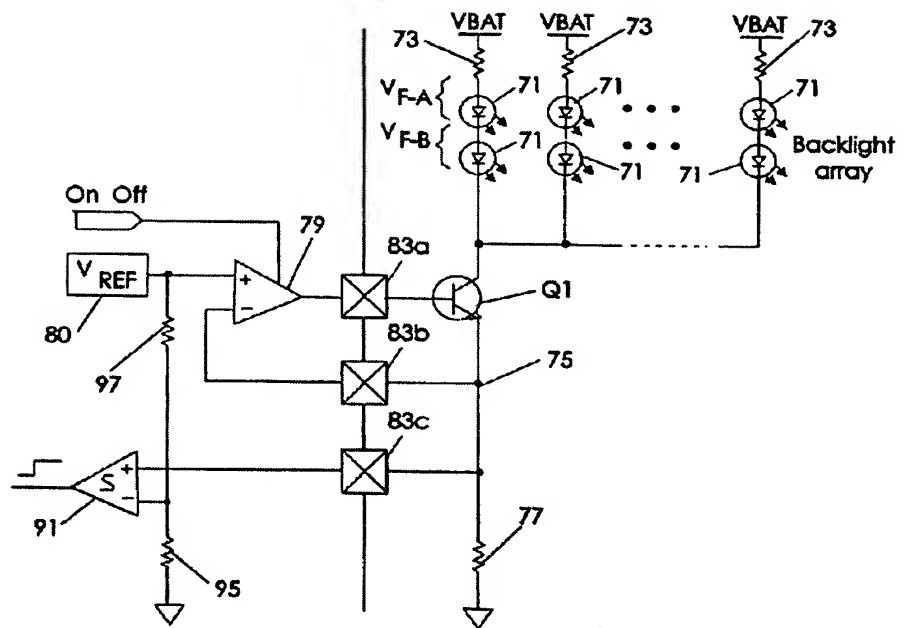 VBAT VBAT VBAT
73 73 73
V F-A 71 71 71
V F-B 71 71 71
Backlight
array
On Off
79
83a
V REF
Q1
80
83b
75
97
83c
S
91
77
95
+
−
+
−